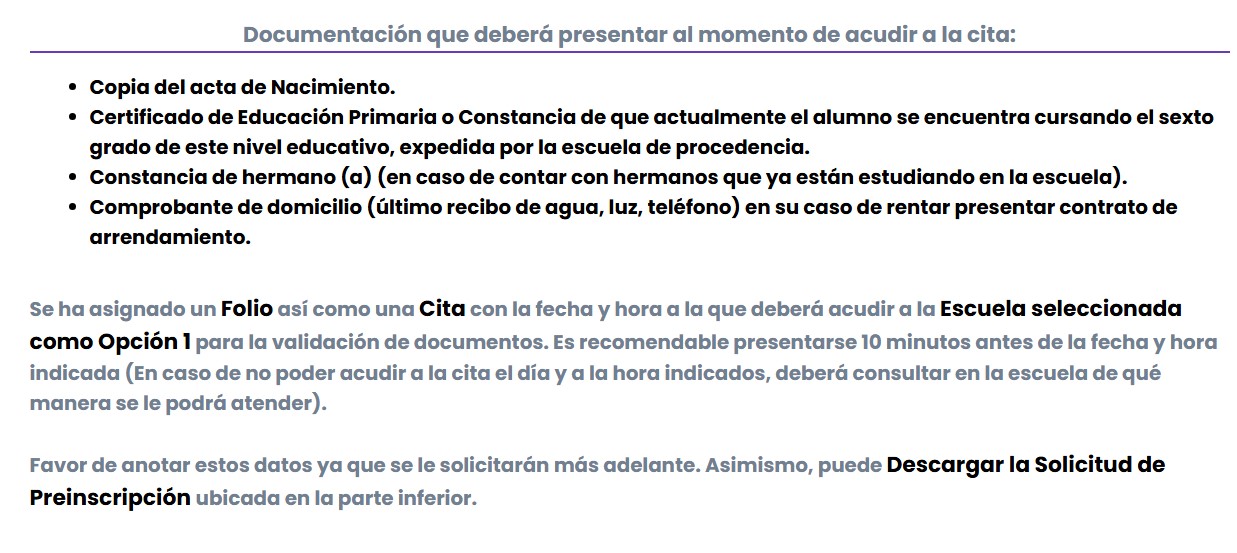 Documentación que deberá presentar al momento de acudir a la cita:
• Copia del acta de Nacimiento.
• Certificado de Educación Primaria o Constancia de que actualmente el alumno se encuentra cursando el sexto
grado de este nivel educativo, expedida por la escuela de procedencia.
• Constancia de hermano (a) (en caso de contar con hermanos que ya están estudiando en la escuela).
• Comprobante de domicilio (último recibo de agua, luz, teléfono) en su caso de rentar presentar contrato de
arrendamiento.
Se ha asignado un Folio así como una Cita con la fecha y hora a la que deberá acudir a la Escuela seleccionada
como Opción 1 para la validación de documentos. Es recomendable presentarse 10 minutos antes de la fecha y hora
indicada (En caso de no poder acudir a la cita el día y a la hora indicados, deberá consultar en la escuela de qué
manera se le podrá atender).
Favor de anotar estos datos ya que se le solicitarán más adelante. Asimismo, puede Descargar la Solicitud de
Preinscripción ubicada en la parte inferior.